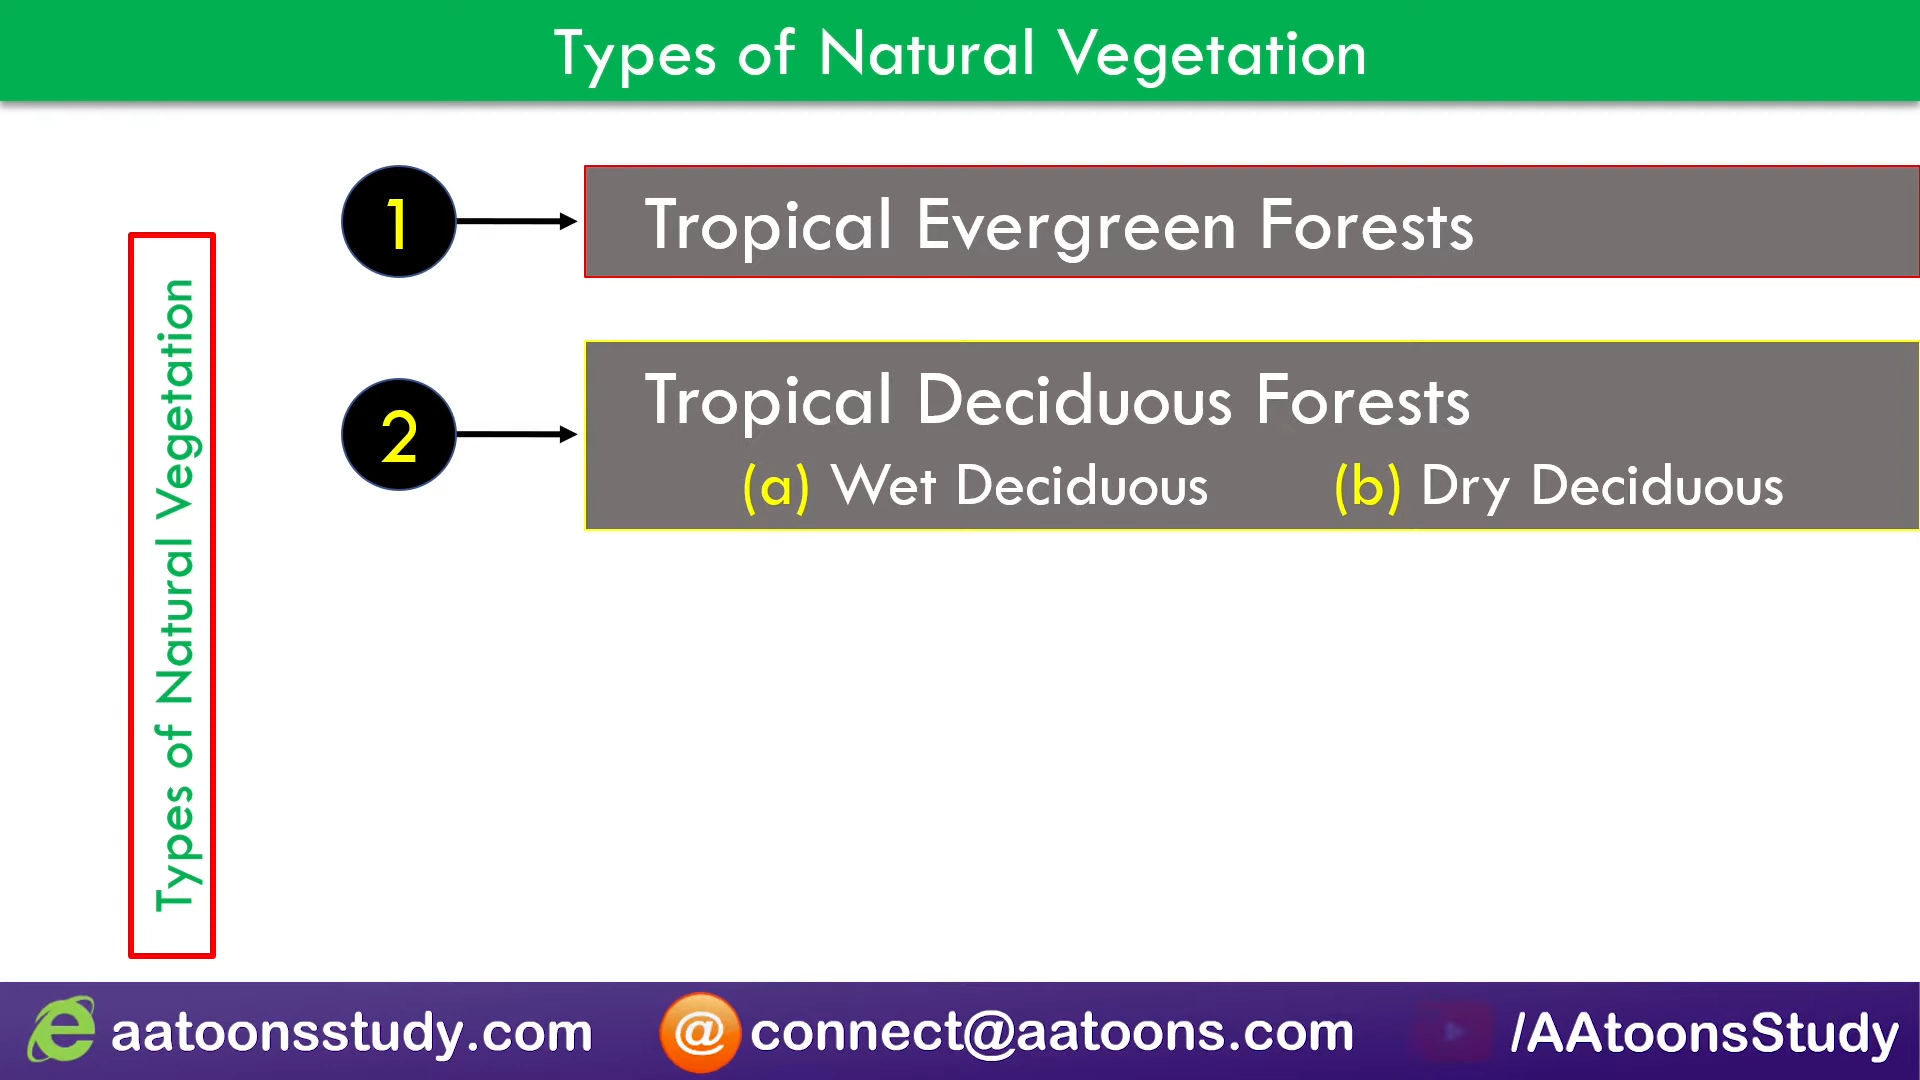 Types of Natural Vegetation
Types of Natural Vegetation
1
Tropical Evergreen Forests
2
Tropical Deciduous Forests
(a) Wet Deciduous (b) Dry Deciduous
aatoonsstudy.com
@ connect@aatoons.com
/AAtoonsStudy